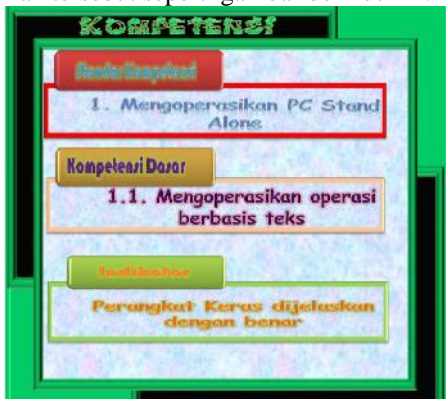 KOMPETENSI
Standar Kompetensi
1. Mengoperasikan PC Stand
Alone
Kompetensi Dasar
1.1. Mengoperasikan operasi
berbasis teks
Indikator
Perangkat Keras dijelaskan
dengan benar